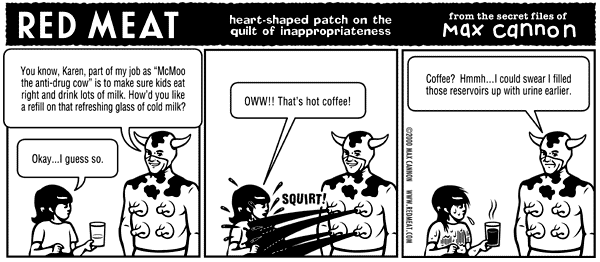 RED MEAT
heart-shaped patch on the
quilt of inappropriateness
from the secret files of
Max Cannon
You know, Karen, part of my job as “McMoo
the anti-drug cow” is to make sure kids eat
right and drink lots of milk. How'd you like
a refill on that refreshing glass of cold milk?
Okay...I guess so.
OWW!! That's hot coffee!
SQUIRT!
Coffee? Hmmh...I could swear I filled
those reservoirs up with urine earlier.
©2000 MAX CANNON WWW.REDMEAT.COM